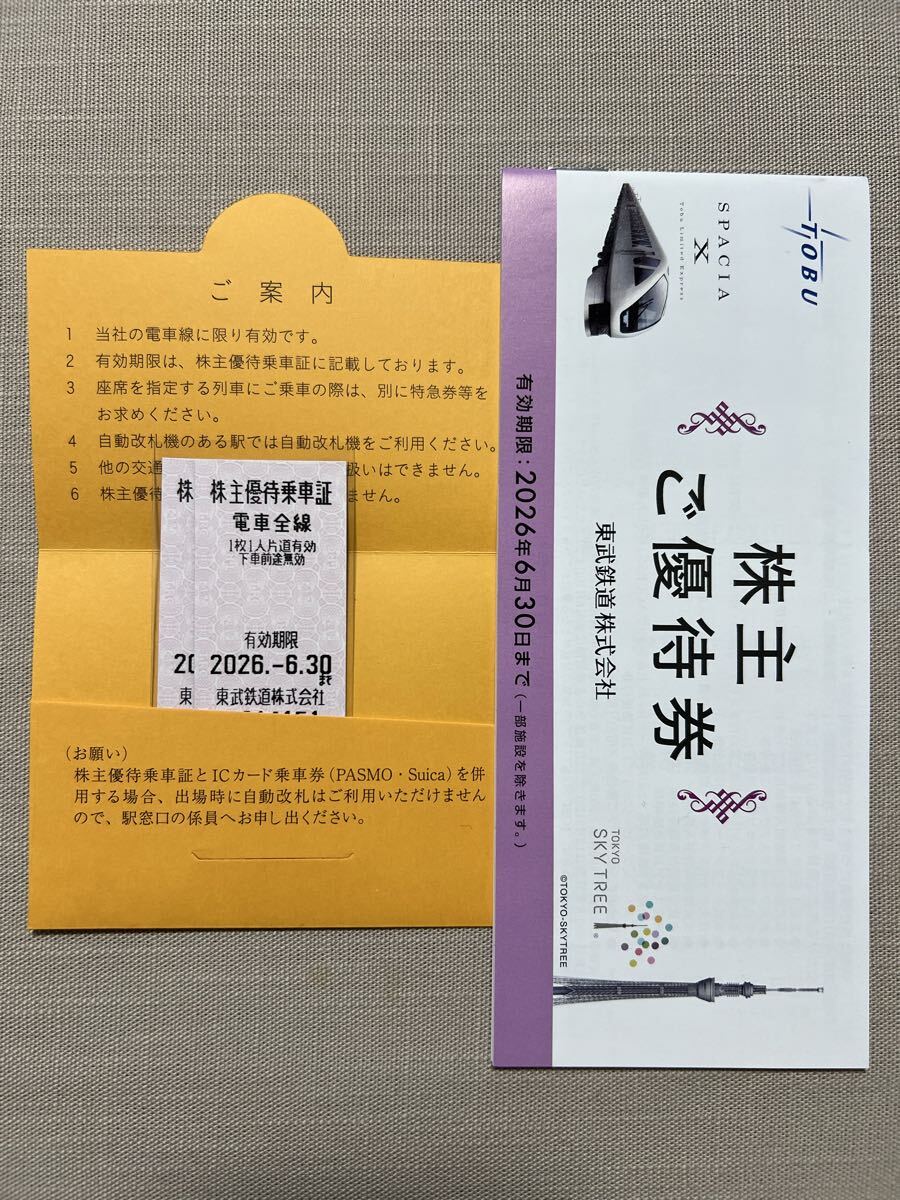 ご案内
1 当社の電車線に限り有効です。
2 有効期限は、株主優待乗車証に記載しております。
3 座席を指定する列車にご乗車の際は、別に特急券等を
お求めください。
4 自動改札機のある駅では自動改札機をご利用ください。
5 他の交通 扱いはできません。
6 株主優待 ません。
株
20
東
株主優待乗車証
電車全線
1枚1人片道有効
下車前途無効
有効期限
2026.-6.30
まで
東武鉄道株式会社
(お願い)
株主優待乗車証とICカード乗車券(PASMO・Suica)を併
用する場合、出場時に自動改札はご利用いただけません
ので、駅窓口の係員へお申し出ください。
TOBU
SPACIA
X
Tobu Limited Express
株主
ご優待券
東武鉄道株式会社
有効期限:2026年6月30日まで(一部施設を除きます。)
TOKYO
SKYTREE®
©TOKYO-SKYTREE